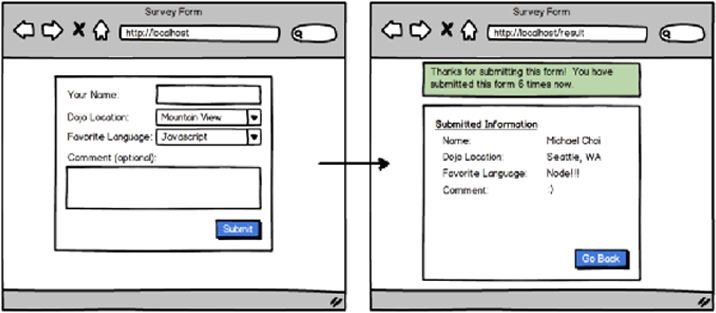 Survey Form
http://localhost
Your Name:
Dojo Location: Mountain View
Favorite Language: Javascript
Comment (optional):
Submit
Survey Form
http://localhost/result
Thanks for submitting this form! You have
submitted this form 6 times now.
Submitted Information
Name: Michael Choi
Dojo Location: Seattle, WA
Favorite Language: Node!!!
Comment: :)
Go Back